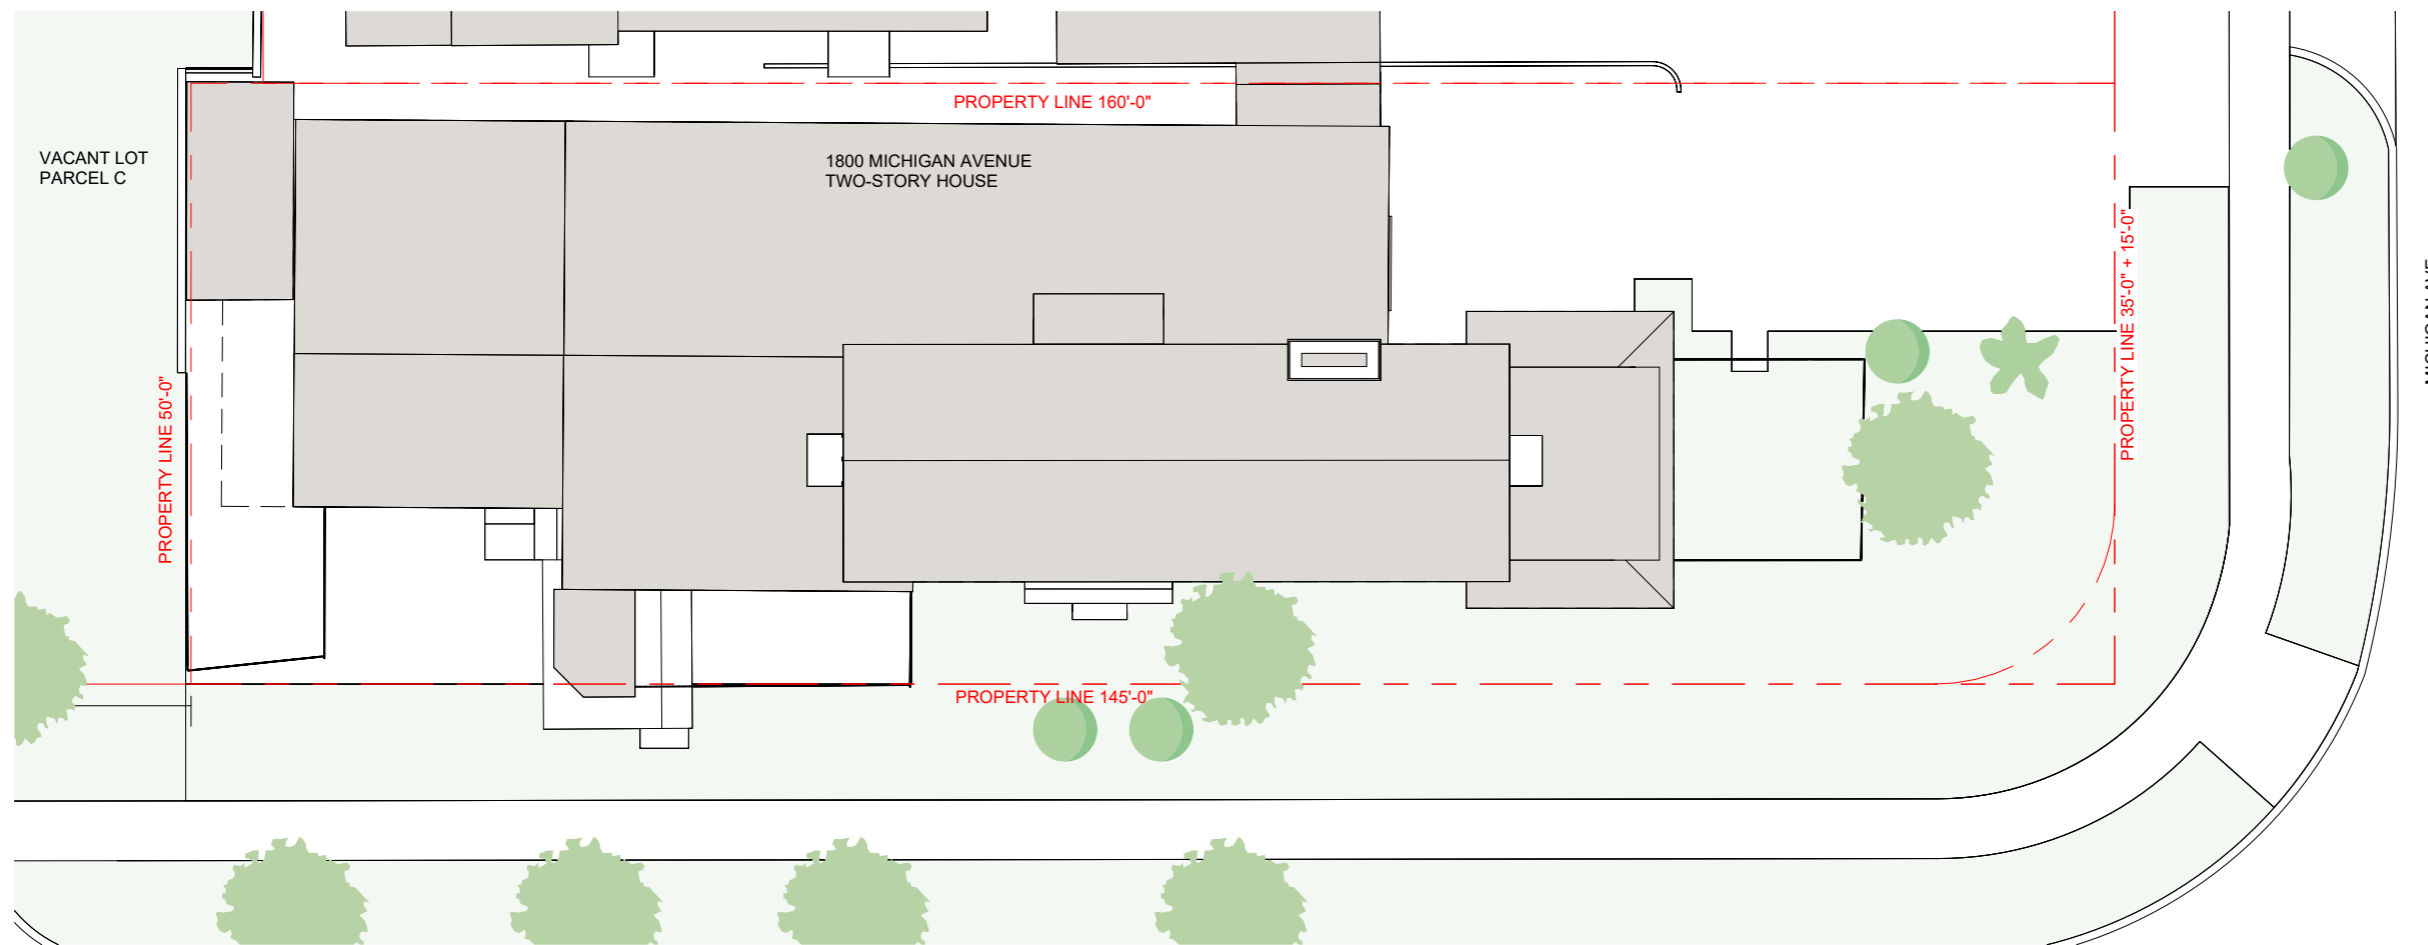 PROPERTY LINE 160'-0"
VACANT LOT
PARCEL C
1800 MICHIGAN AVENUE
TWO-STORY HOUSE
PROPERTY LINE 35'-0" + 15'-0"
PROPERTY LINE 50'-0"
PROPERTY LINE 145'-0"